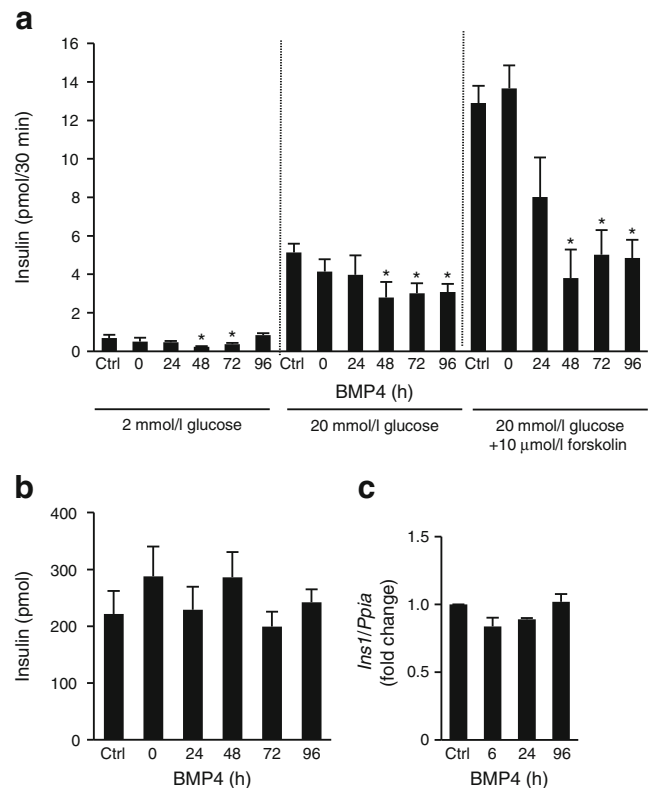 a
16
14
12
10
8
6
4
2
0
Insulin (pmol/30 min)
* * * * * * * *
Ctrl 0 24 48 72 96 Ctrl 0 24 48 72 96 Ctrl 0 24 48 72 96
BMP4 (h)
2 mmol/l glucose 20 mmol/l glucose 20 mmol/l glucose
+10 μmol/l forskolin
b
400
300
200
100
0
Insulin (pmol)
Ctrl 0 24 48 72 96
BMP4 (h)
c
1.5
1.0
0.5
0
Ins1/Ppia
(fold change)
Ctrl 6 24 96
BMP4 (h)